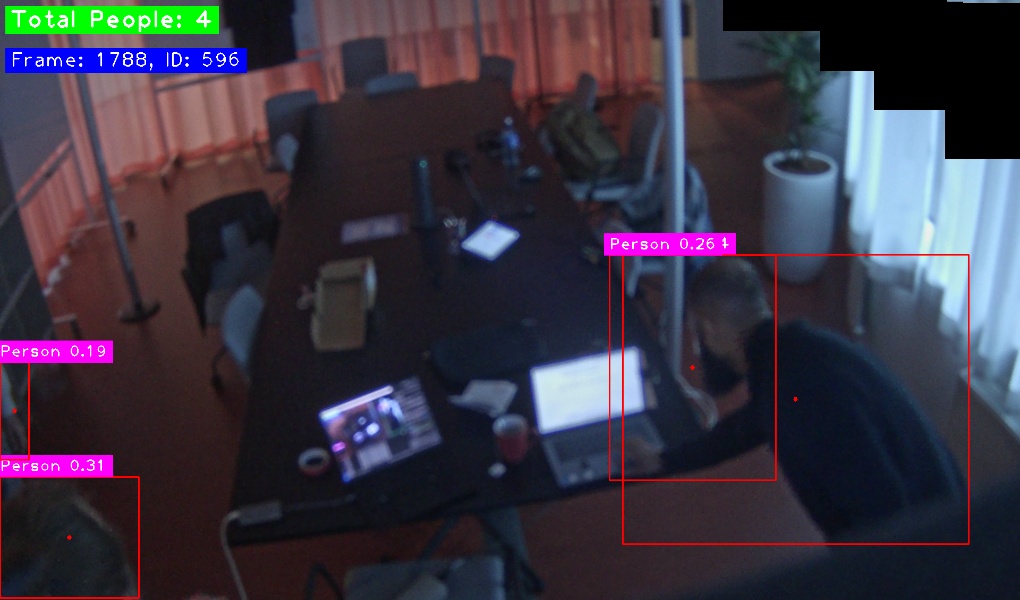 Total People: 4
Frame: 1788, ID: 596
Person 0.26
Person 0.19
Person 0.31